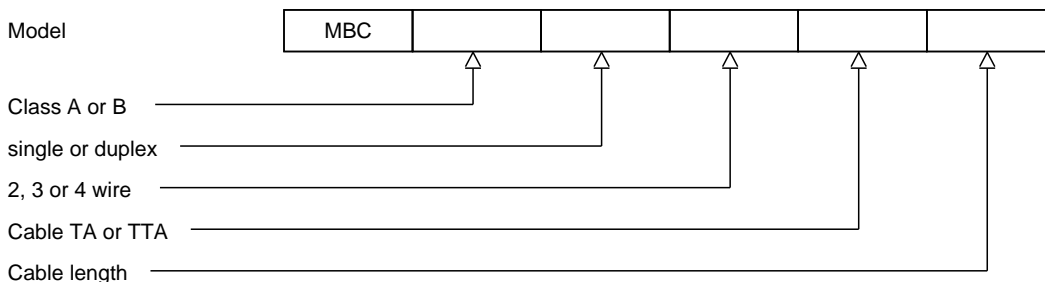 Model MBC
Class A or B
single or duplex
2, 3 or 4 wire
Cable TA or TTA
Cable length